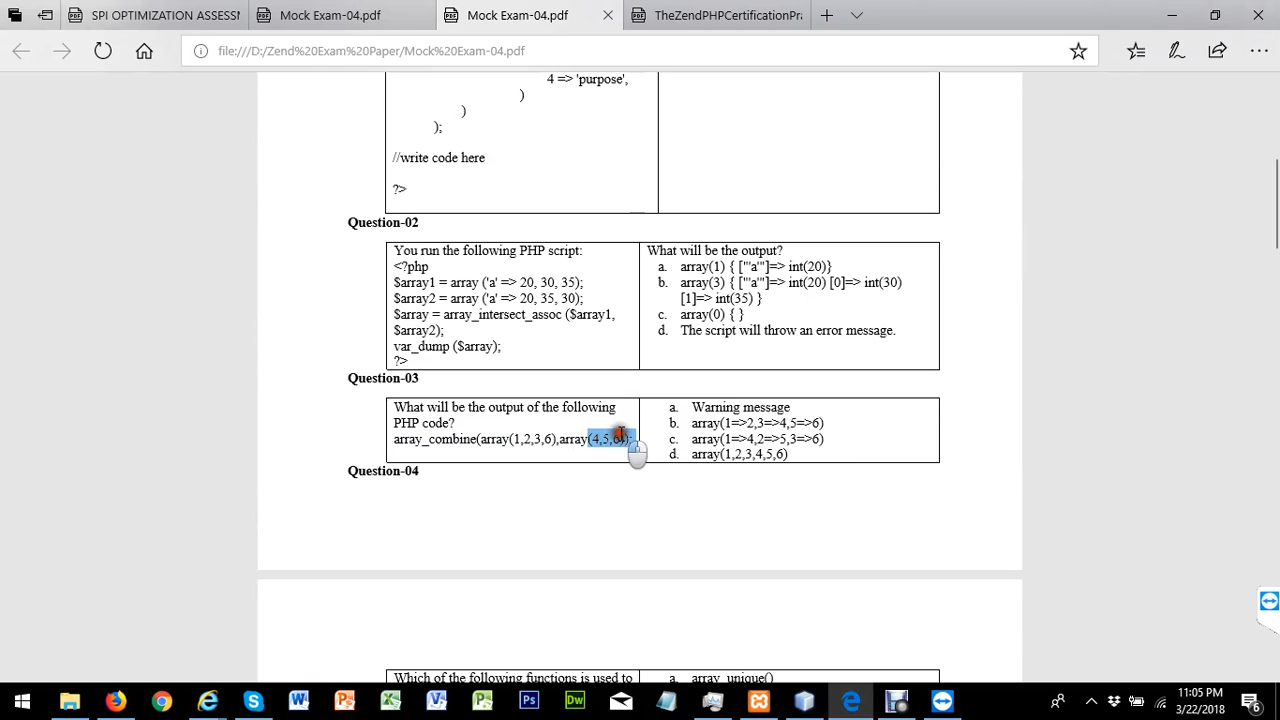 SPI OPTIMIZATION ASSESSM
Mock Exam-04.pdf
Mock Exam-04.pdf
TheZendPHPCertificationPra
file:///D:/Zend%20Exam%20Paper/Mock%20Exam-04.pdf
4 => 'purpose',
)
)
);
//write code here
?>
Question-02
You run the following PHP script:
<?php
$array1 = array ('a' => 20, 30, 35);
$array2 = array ('a' => 20, 35, 30);
$array = array_intersect_assoc ($array1,
$array2);
var_dump ($array);
?>
What will be the output?
a. array(1) { ["'a'"]=> int(20)}
b. array(3) { ["'a'"]=> int(20) [0]=> int(30)
[1]=> int(35) }
c. array(0) { }
d. The script will throw an error message.
Question-03
What will be the output of the following
PHP code?
array_combine(array(1,2,3,6),array(4,5,6));
a. Warning message
b. array(1=>2,3=>4,5=>6)
c. array(1=>4,2=>5,3=>6)
d. array(1,2,3,4,5,6)
Question-04
Which of the following functions is used to
a. array_unique()
11:05 PM
3/22/2018
6